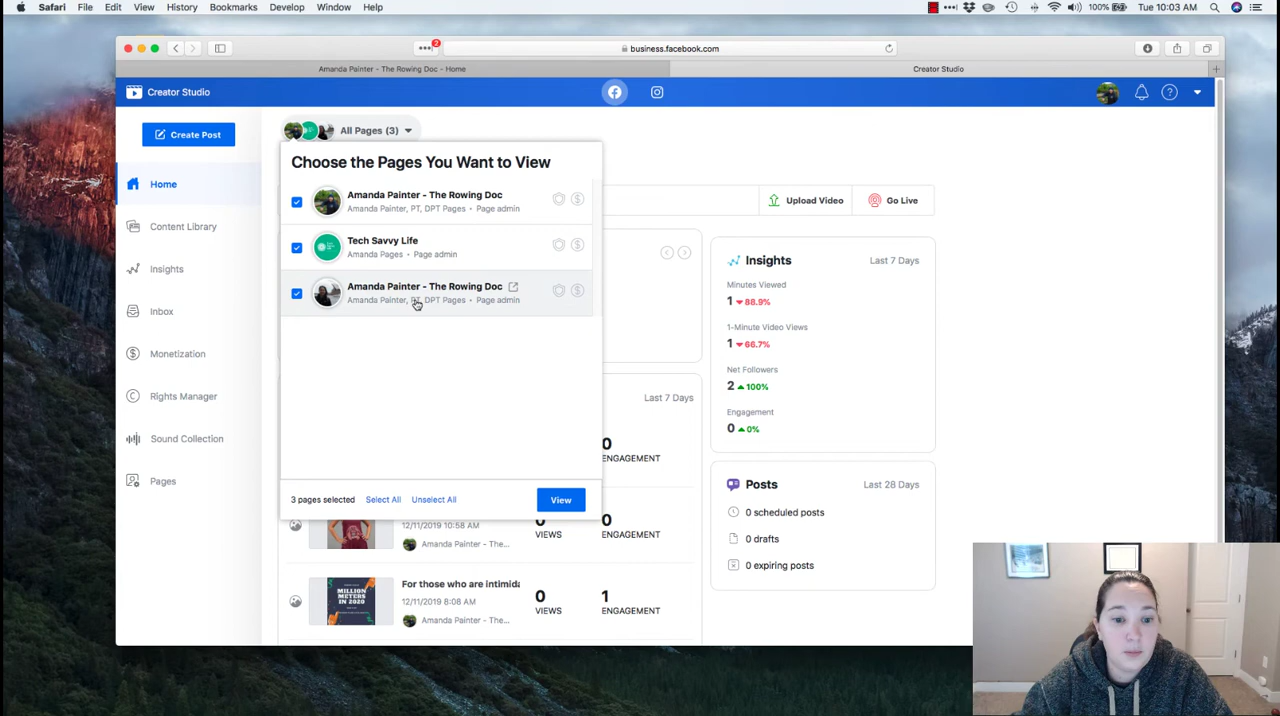 Safari File Edit View History Bookmarks Develop Window Help 100% Tue 10:03 AM
2 business.facebook.com
Amanda Painter - The Rowing Doc - Home Creator Studio +
Creator Studio
Create Post All Pages (3)
Choose the Pages You Want to View
Home
Amanda Painter - The Rowing Doc
Amanda Painter, PT, DPT Pages • Page admin
Upload Video Go Live
Content Library
Tech Savvy Life
Amanda Pages • Page admin
Insights
Insights Last 7 Days
Minutes Viewed
1 88.9%
Amanda Painter - The Rowing Doc
Amanda Painter, PT, DPT Pages • Page admin
Inbox
1-Minute Video Views
1 66.7%
Monetization
Net Followers
2 100%
Rights Manager
Last 7 Days
Engagement
0 0%
Sound Collection
0
ENGAGEMENT
Pages
Posts Last 28 Days
3 pages selected Select All Unselect All View
0 scheduled posts
12/11/2019 10:58 AM
0
VIEWS
0
ENGAGEMENT
Amanda Painter - The...
0 drafts
0 expiring posts
MILLION
METERS
IN 2020
For those who are intimida
12/11/2019 8:08 AM
Amanda Painter - The...
0
VIEWS
1
ENGAGEMENT